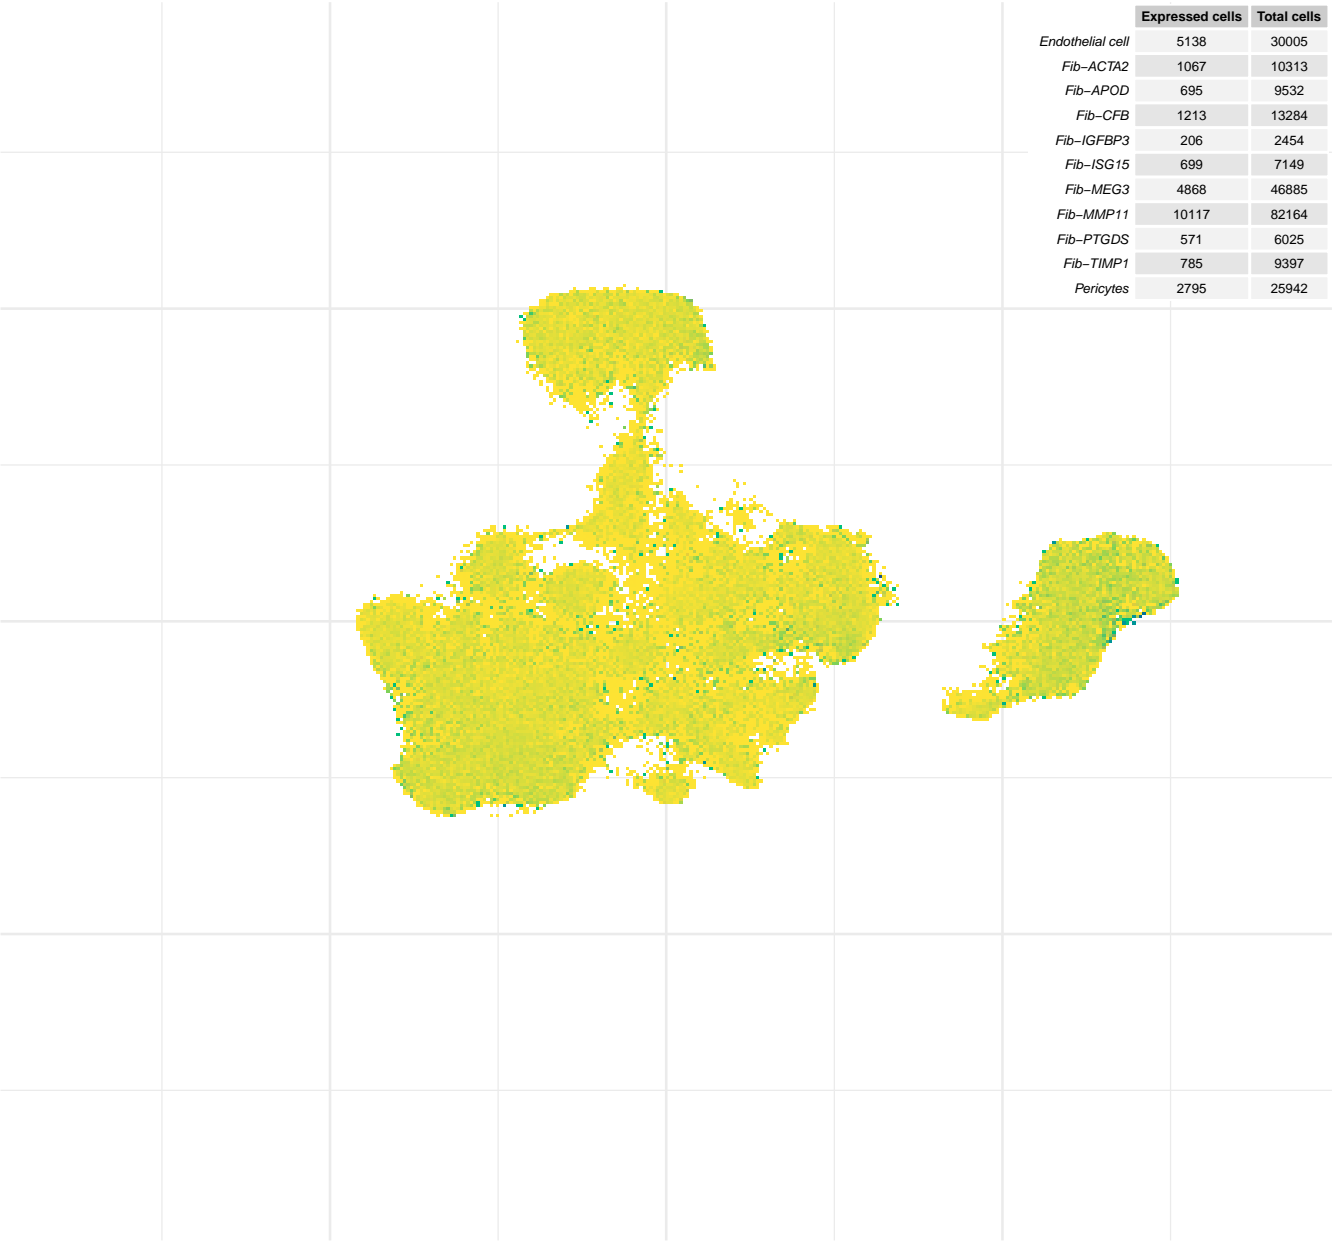 Expressed cells Total cells
Endothelial cell 5138 30005
Fib−ACTA2 1067 10313
Fib−APOD 695 9532
Fib−CFB 1213 13284
Fib−IGFBP3 206 2454
Fib−ISG15 699 7149
Fib−MEG3 4868 46885
Fib−MMP11 10117 82164
Fib−PTGDS 571 6025
Fib−TIMP1 785 9397
Pericytes 2795 25942